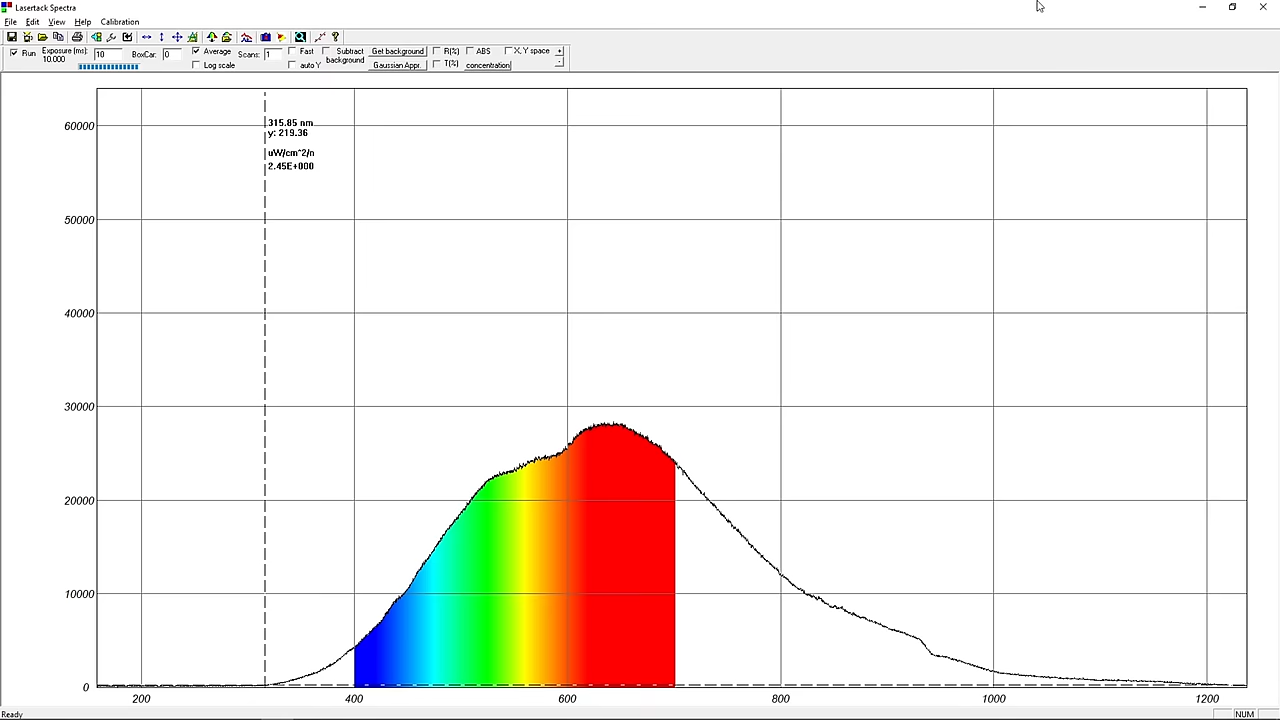 Lasertack Spectra
File Edit View Help Calibration
Run Exposure (ms): 10 BoxCar: 0 Average Scans: 1 Fast Subtract background Get background R(%) ABS X, Y space +
10.000 Log scale auto Y Gaussian Appr. T(%) concentration -
60000
50000
40000
30000
20000
10000
0
315.85 nm
y: 219.36
uW/cm^2/n
2.45E+000
200 400 600 800 1000 1200
Ready NUM